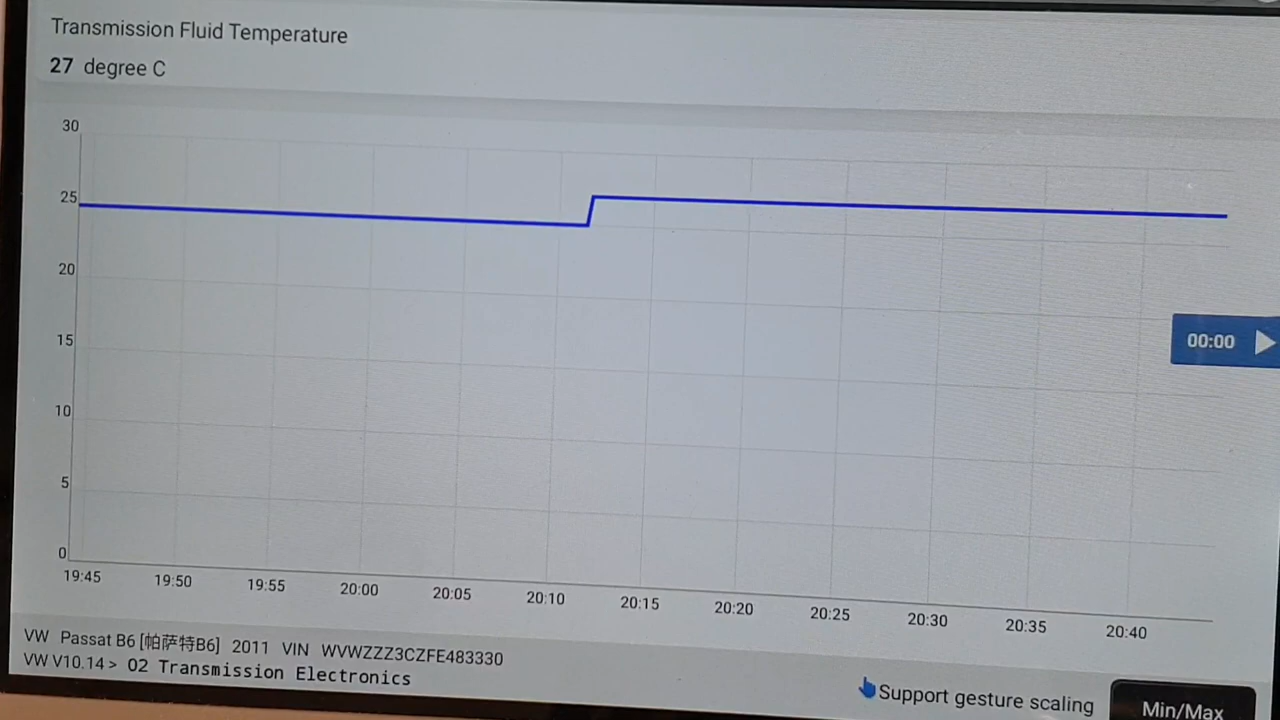 Transmission Fluid Temperature
27 degree C
30
25
20
15
10
5
0
19:45 19:50 19:55 20:00 20:05 20:10 20:15 20:20 20:25 20:30 20:35 20:40
00:00
VW Passat B6 [帕萨特B6] 2011 VIN WVWZZZ3CZFE483330
VW V10.14 > 02 Transmission Electronics
Support gesture scaling
Min/Max